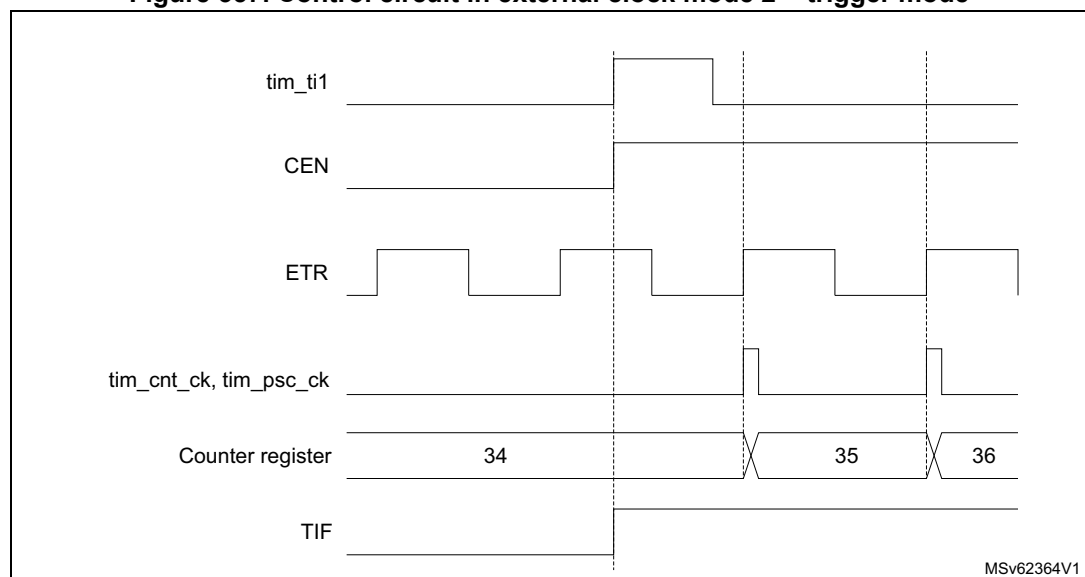 Figure Control circuit in external clock mode 2 trigger mode
tim_ti1
CEN
ETR
tim_cnt_ck, tim_psc_ck
Counter register
34
35
36
TIF
MSv62364V1